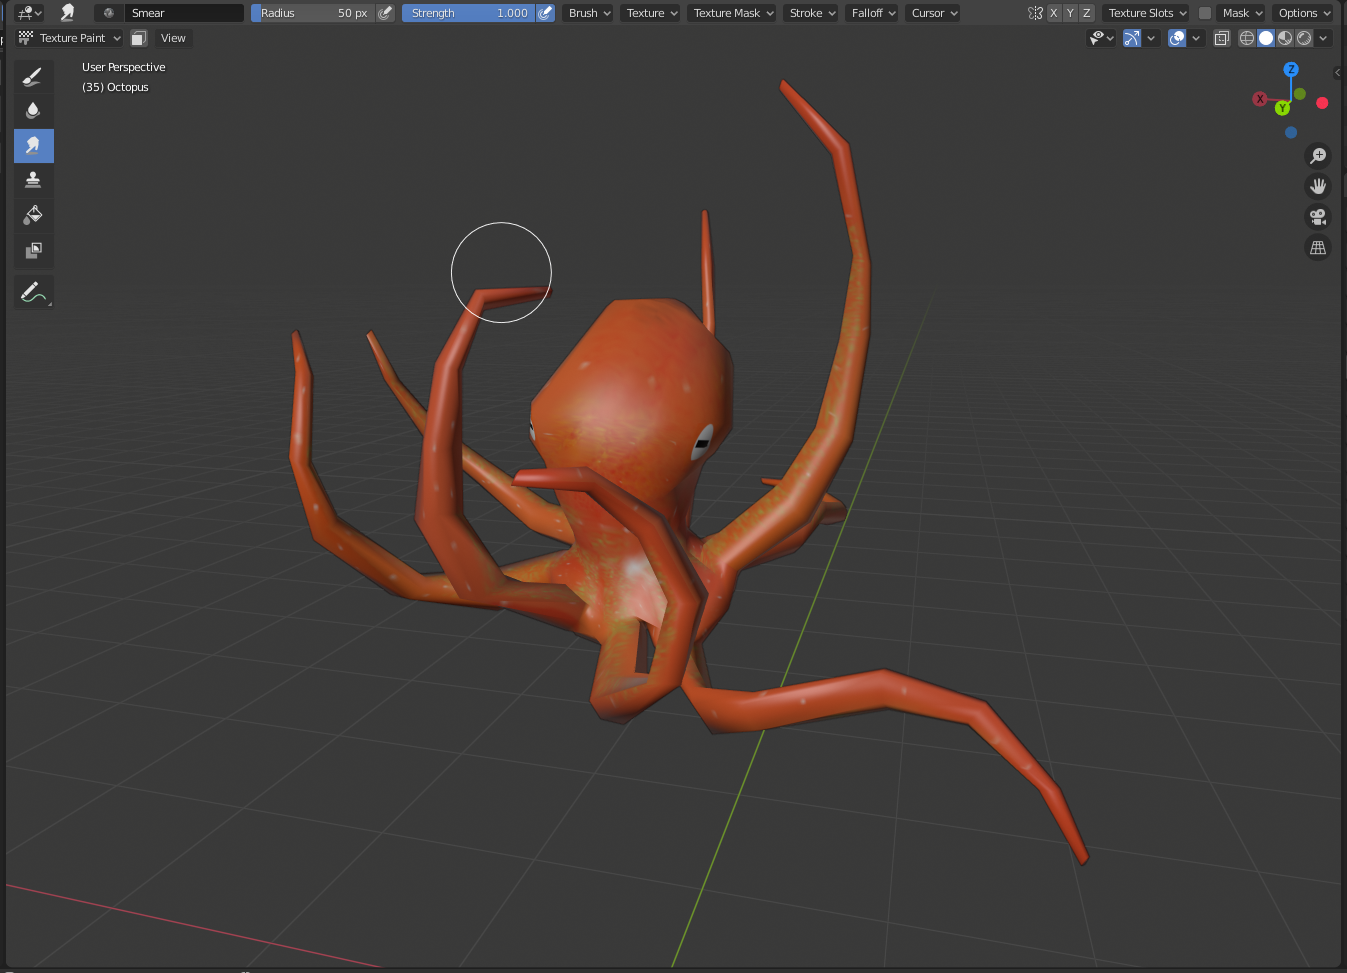 Smear Radius 50 px Strength 1.000 Brush Texture Texture Mask Stroke Falloff Cursor X Y Z Texture Slots Mask Options
Texture Paint View
User Perspective
(35) Octopus
Z
X
Y